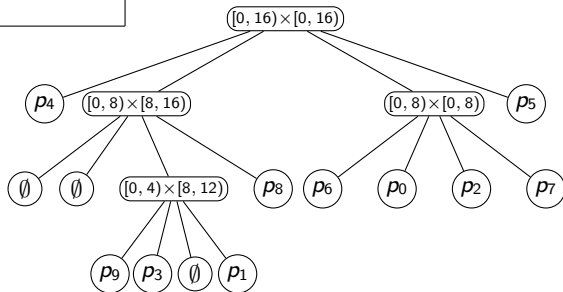 [0, 16)×[0, 16)
p4 [0, 8)×[8, 16) [0, 8)×[0, 8) p5
∅ ∅ [0, 4)×[8, 12) p8 p6 p0 p2 p7
p9 p3 ∅ p1